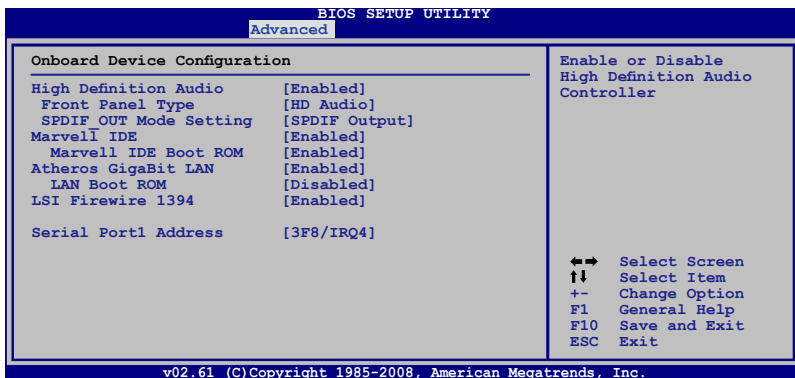 BIOS SETUP UTILITY
Advanced
Onboard Device Configuration
High Definition Audio [Enabled]
Front Panel Type [HD Audio]
SPDIF_OUT Mode Setting [SPDIF Output]
Marvell IDE [Enabled]
Marvell IDE Boot ROM [Enabled]
Atheros GigaBit LAN [Enabled]
LAN Boot ROM [Disabled]
LSI Firewire 1394 [Enabled]
Serial Port1 Address [3F8/IRQ4]
Enable or Disable
High Definition Audio
Controller
←→ Select Screen
↑↓ Select Item
+- Change Option
F1 General Help
F10 Save and Exit
ESC Exit
v02.61 (C)Copyright 1985-2008, American Megatrends, Inc.